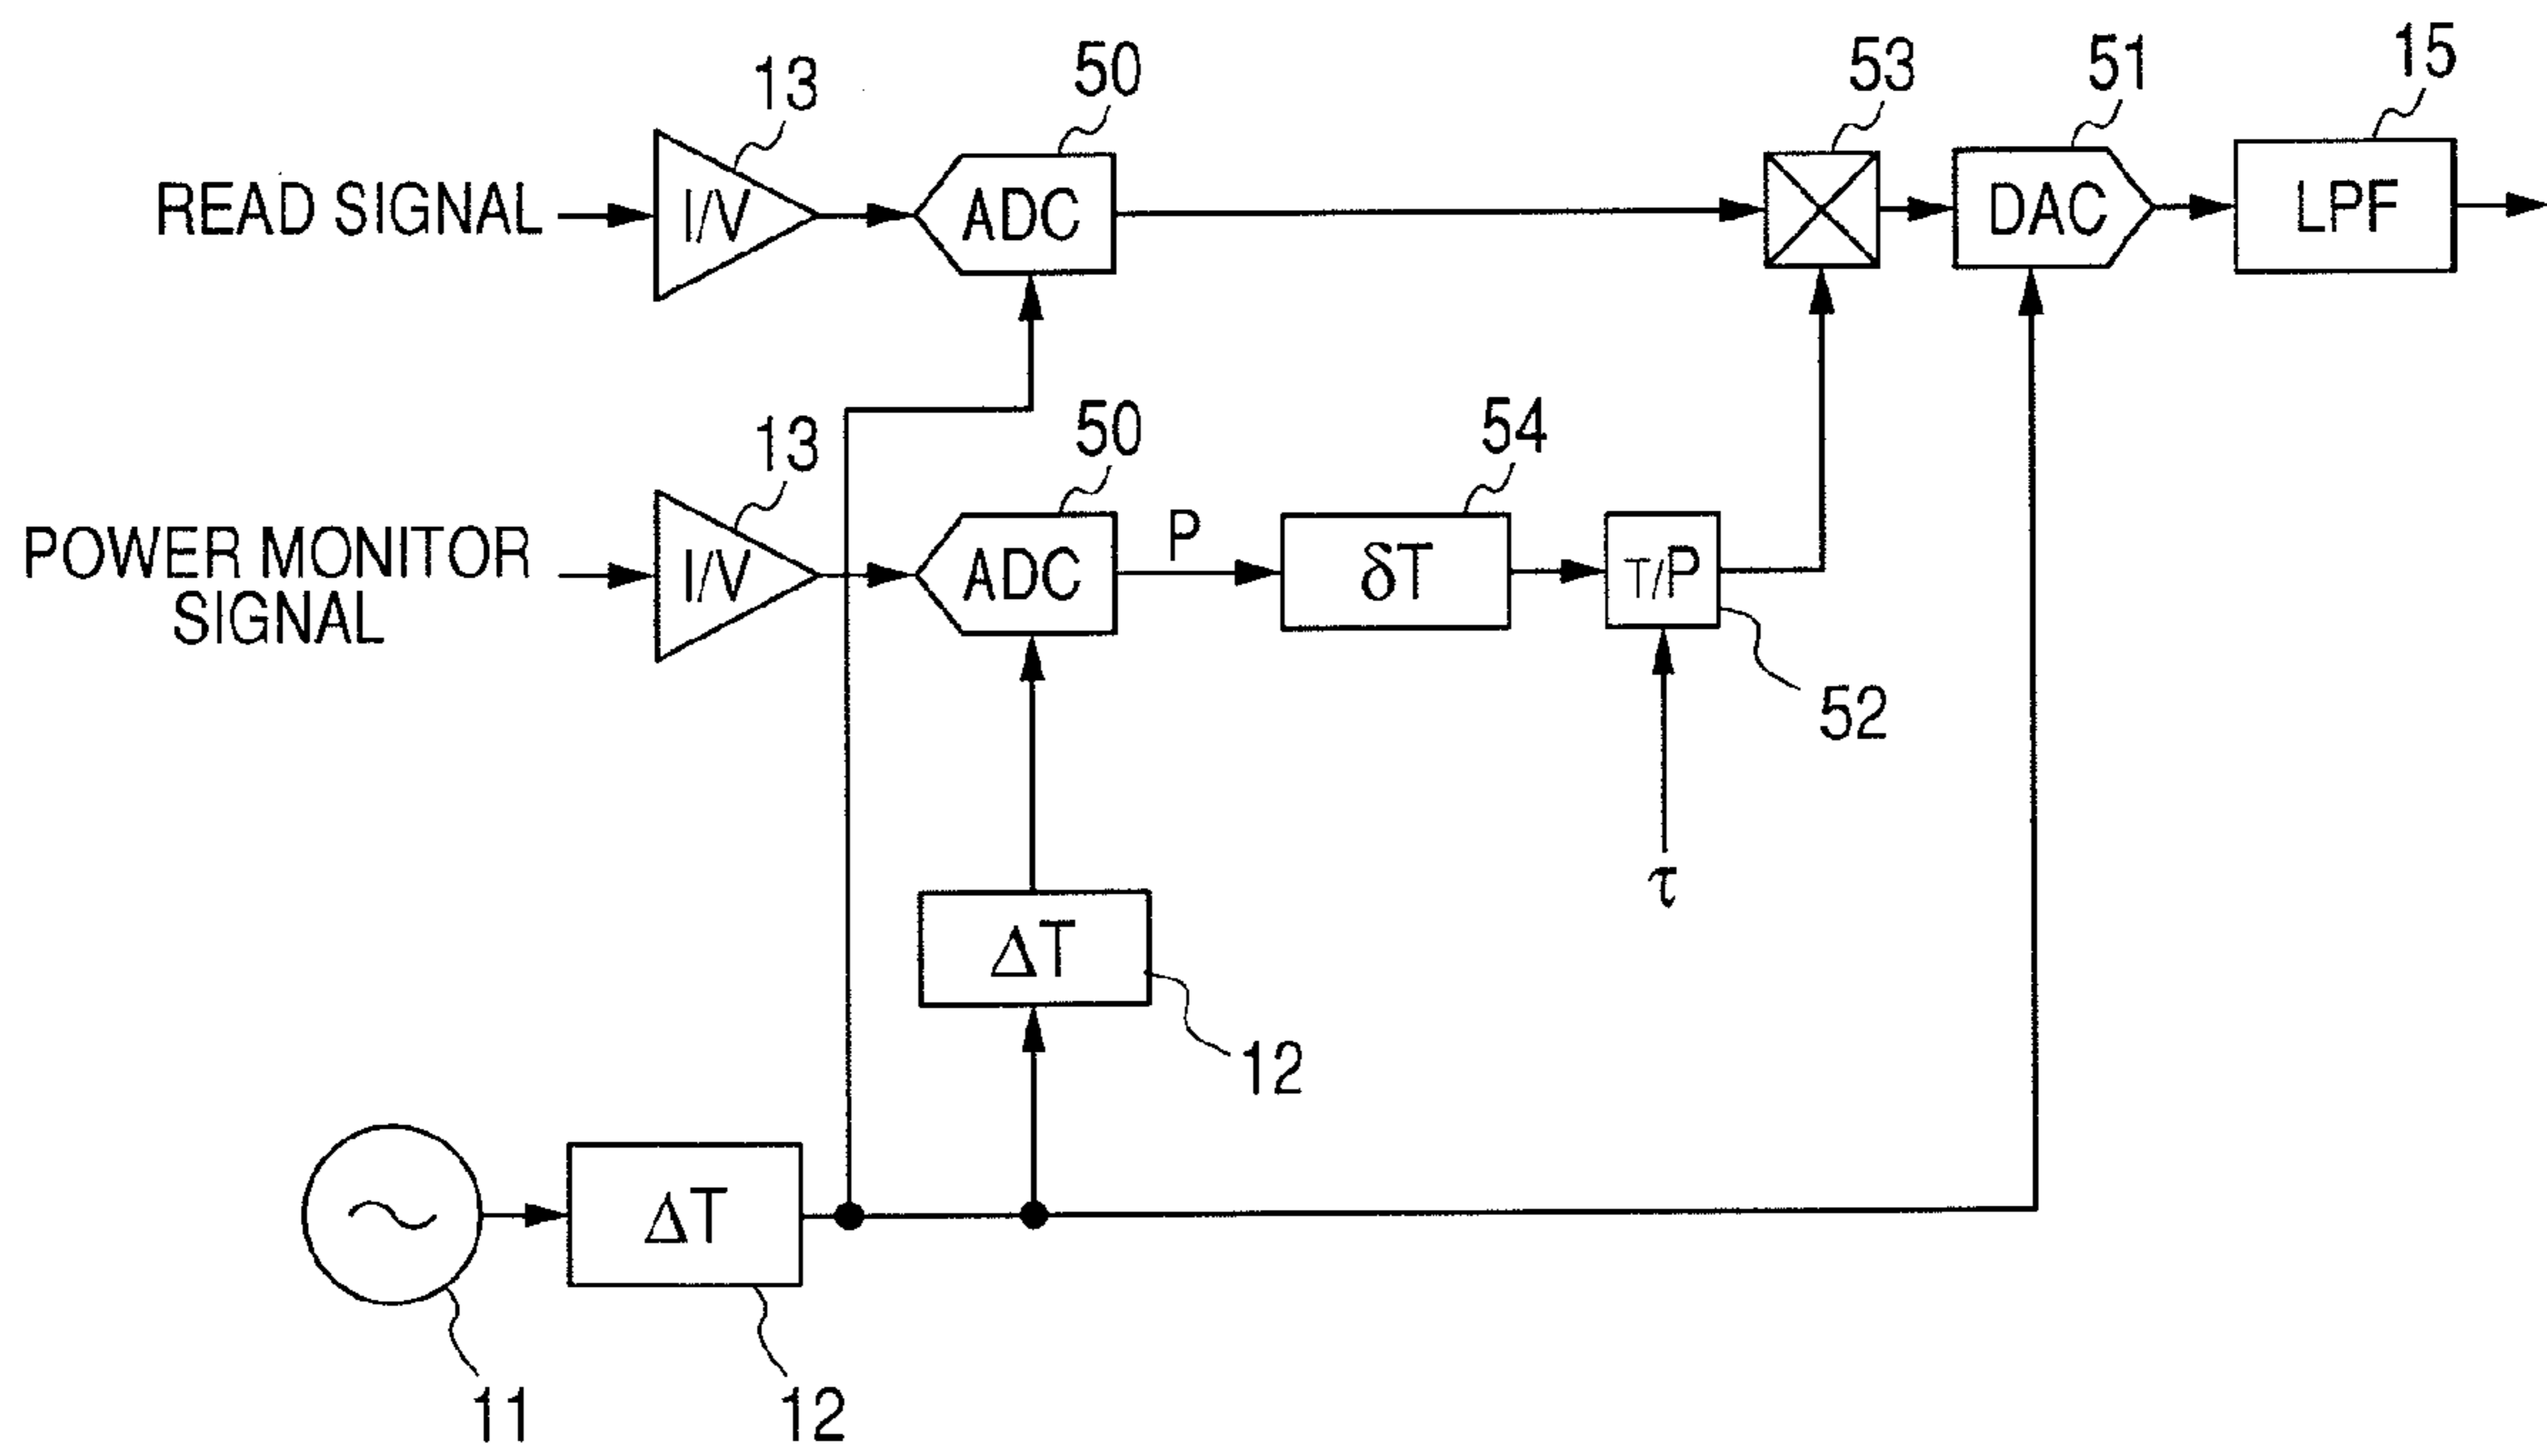 13
50
53
51
15
READ SIGNAL
I/V
ADC
DAC
LPF
13
50
54
POWER MONITOR
SIGNAL
I/V
ADC
P
δT
T/P
52
τ
ΔT
12
ΔT
11
12